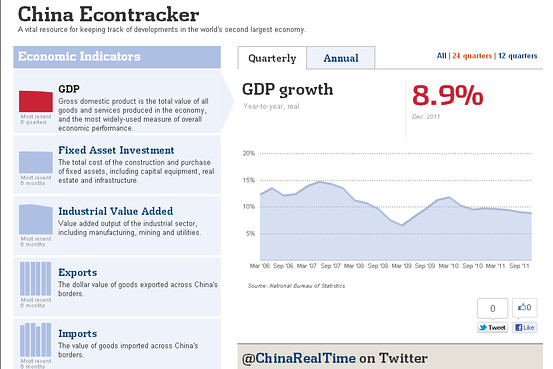 China Econtracker
A vital resource for keeping track of developments in the world's second largest economy.
Economic Indicators
GDP
Gross domestic product is the total value of all
goods and services produced in the economy,
and the most widely-used measure of overall
economic performance.
Most recent
6 quarters
Fixed Asset Investment
The total cost of the construction and purchase
of fixed assets, including capital equipment, real
estate and infrastructure.
Most recent
6 months
Industrial Value Added
Value added output of the industrial sector,
including manufacturing, mining and utilities.
Most recent
6 months
Exports
The dollar value of goods exported across China's
borders.
Most recent
6 months
Imports
The value of goods imported across China's
borders.
Most recent
6 months
Quarterly
Annual
All | 24 quarters | 12 quarters
GDP growth
Year-to-year, real
8.9%
Dec. 2011
20%
15%
10%
5%
Mar '06 Sep '06 Mar '07 Sep '07 Mar '08 Sep '08 Mar '09 Sep '09 Mar '10 Sep '10 Mar '11 Sep '11
Source: National Bureau of Statistics
0
0
Tweet
Like
@ChinaRealTime on Twitter